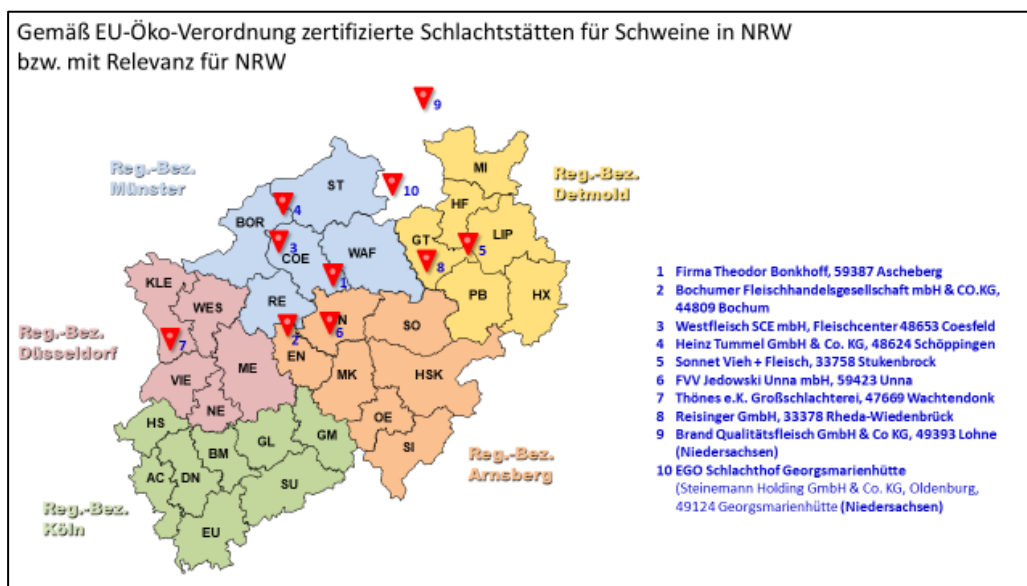 Gemäß EU-Öko-Verordnung zertifizierte Schlachtstätten für Schweine in NRW
bzw. mit Relevanz für NRW
9
Reg.-Bez.
Münster
ST
10
MI
Reg.-Bez.
Detmold
HF
4
BOR
3
COE
WAF
GT
8
5
LIP
1
KLE
WES
RE
PB
HX
Reg.-Bez.
Düsseldorf
7
2
EN
N
6
SO
VIE
ME
MK
HSK
NE
HS
GL
GM
OE
BM
SI
Reg.-Bez.
Arnsberg
AC
DN
SU
Reg.-Bez.
Köln
EU
1 Firma Theodor Bonkhoff, 59387 Ascheberg
2 Bochumer Fleischhandelsgesellschaft mbH & CO.KG,
44809 Bochum
3 Westfleisch SCE mbH, Fleischcenter 48653 Coesfeld
4 Heinz Tummel GmbH & Co. KG, 48624 Schöppingen
5 Sonnet Vieh + Fleisch, 33758 Stukenbrock
6 FVV Jedowski Unna mbH, 59423 Unna
7 Thönes e.K. Großschlachterei, 47669 Wachtendonk
8 Reisinger GmbH, 33378 Rheda-Wiedenbrück
9 Brand Qualitätsfleisch GmbH & Co KG, 49393 Lohne
(Niedersachsen)
10 EGO Schlachthof Georgsmarienhütte
(Steinemann Holding GmbH & Co. KG, Oldenburg,
49124 Georgsmarienhütte (Niedersachsen)